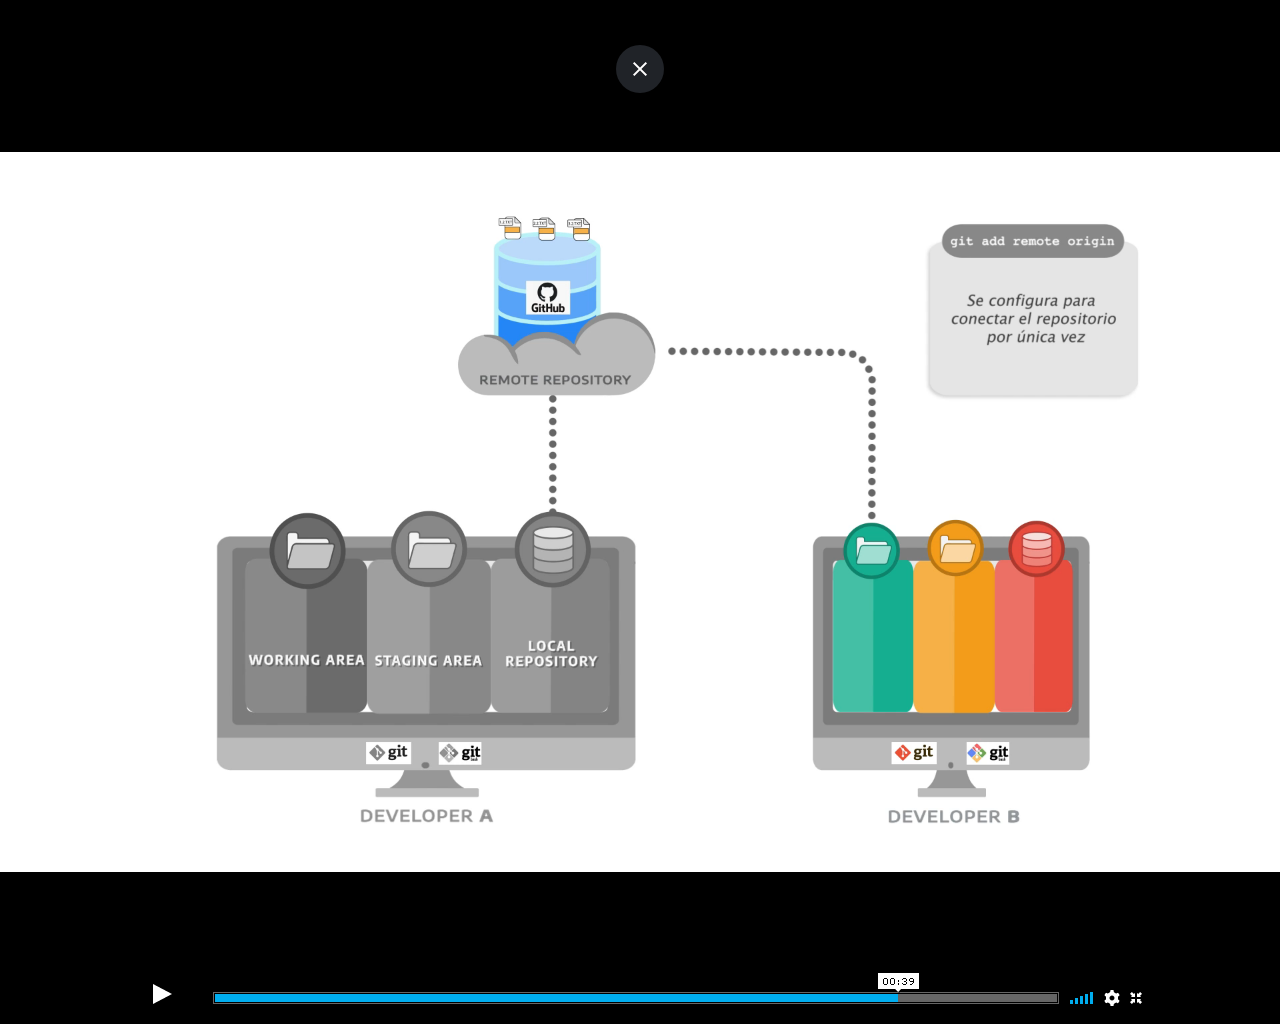 git add remote origin
Se configura para
conectar el repositorio
por única vez
GitHub
REMOTE REPOSITORY
WORKING AREA
STAGING AREA
LOCAL
REPOSITORY
git
git
git
git
DEVELOPER A
DEVELOPER B
00:39